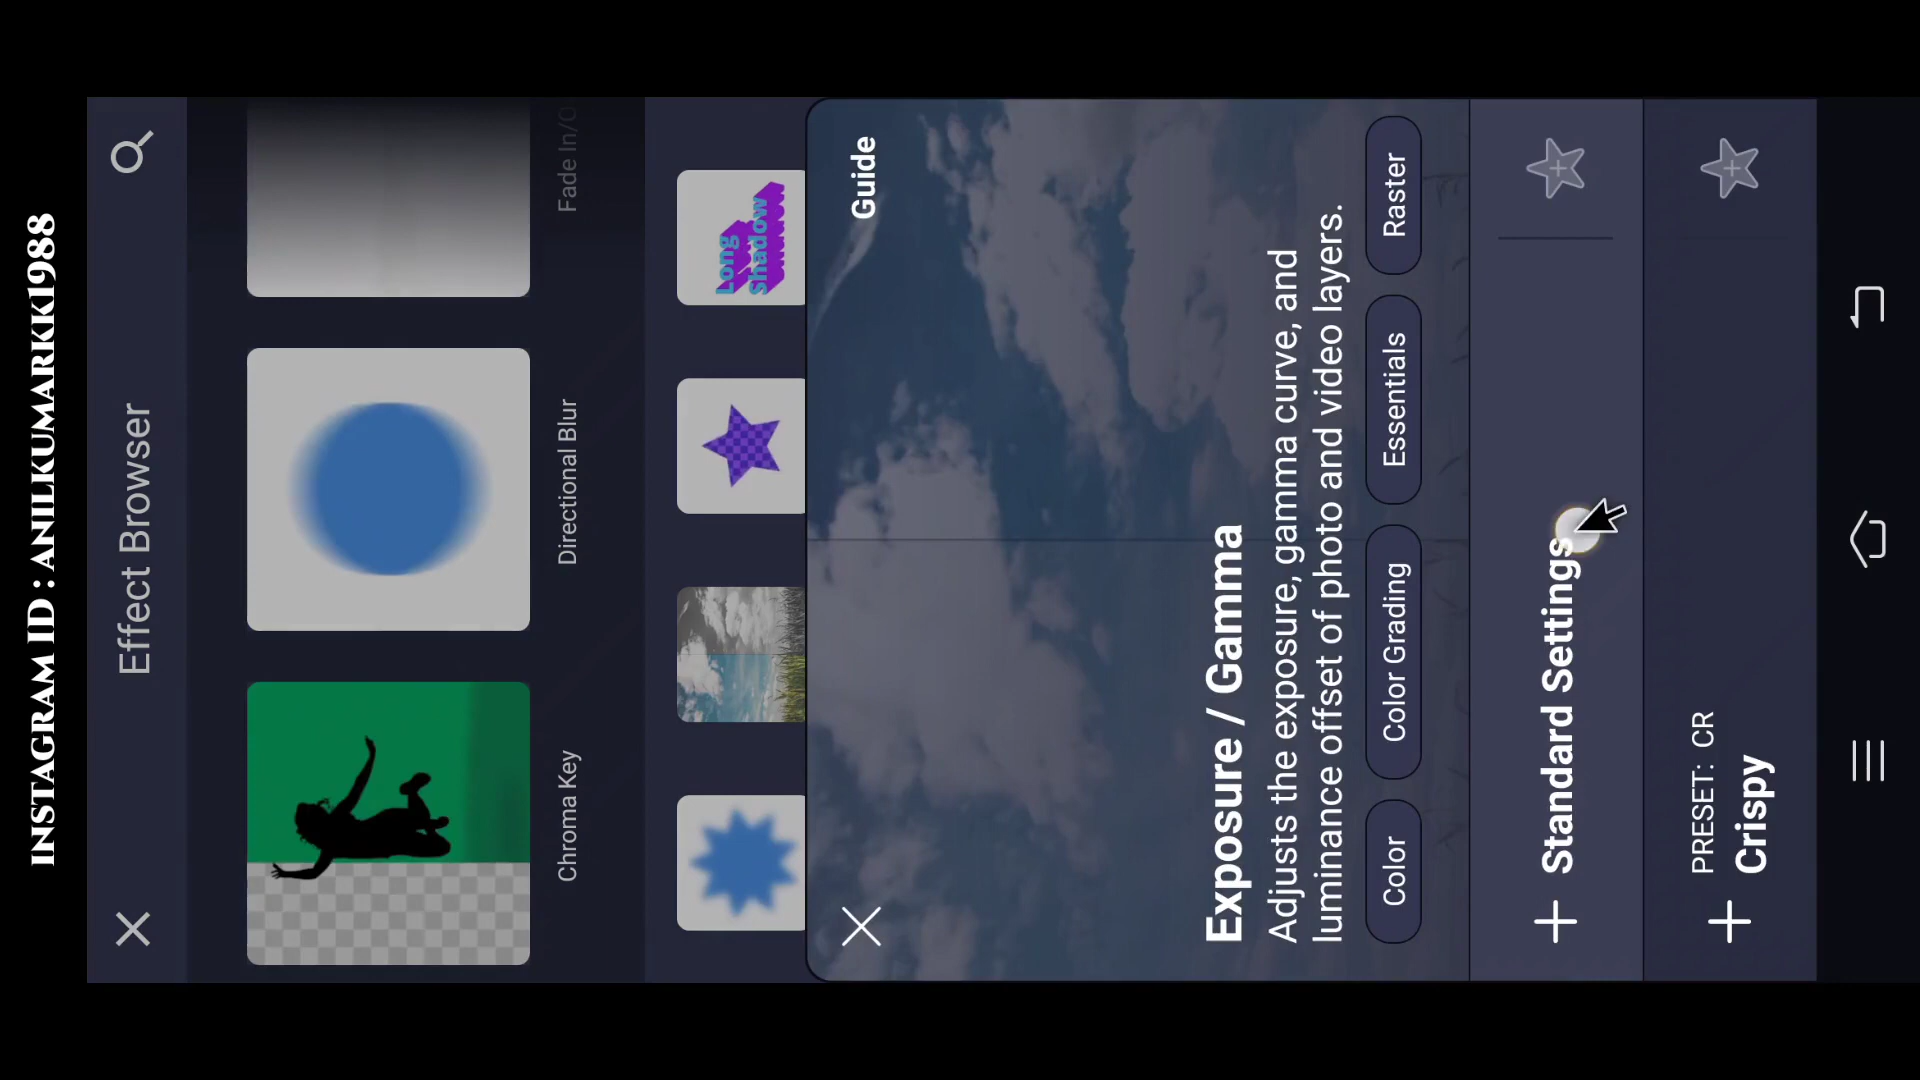 INSTAGRAM ID : ANILKUMARKK1988
Effect Browser
Chroma Key
Directional Blur
Fade In/O
Long
Shadow
Guide
Exposure / Gamma
Adjusts the exposure, gamma curve, and
luminance offset of photo and video layers.
Color
Color Grading
Essentials
Raster
Standard Settings
PRESET: CR
Crispy